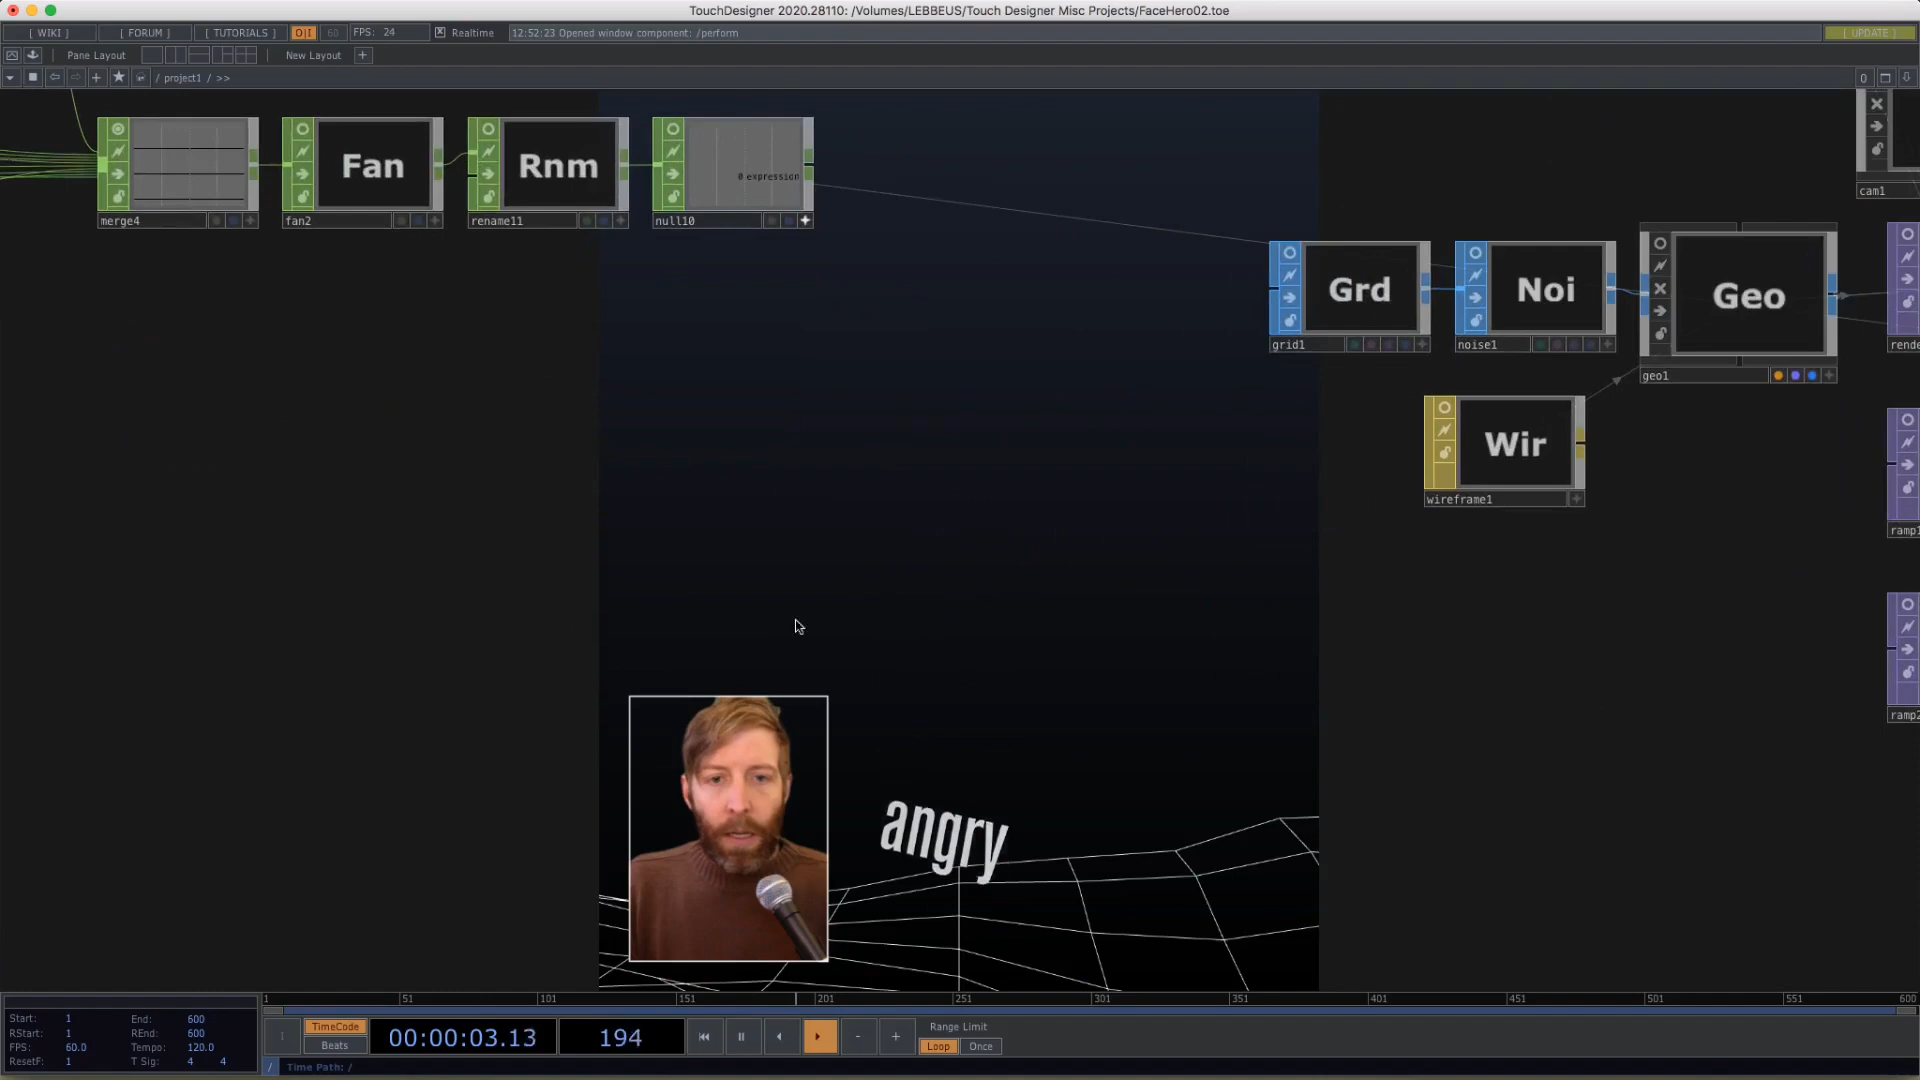 TouchDesigner 2020.28110: /Volumes/LEBBEUS/Touch Designer Misc Projects/FaceHero02.toe
[ WIKI ] [ FORUM ] [ TUTORIALS ] O|I 60 FPS: 24 Realtime 12:52:23 Opened window component: /perform [ UPDATE ]
Pane Layout New Layout +
/ project1 / >> 0
Fan Rnm 0 expression
merge4 fan2 rename11 null10
cam1
Grd Noi Geo
grid1 noise1 geo1 rende
Wir
wireframe1
ramp1
ramp2
angry
1 51 101 151 201 251 301 351 401 451 501 551 600
Start: 1 End: 600
RStart: 1 REnd: 600
FPS: 60.0 Tempo: 120.0
ResetF: 1 T Sig: 4 4
TimeCode
Beats
00:00:03.13 194
- +
Range Limit
Loop Once
/ Time Path: /